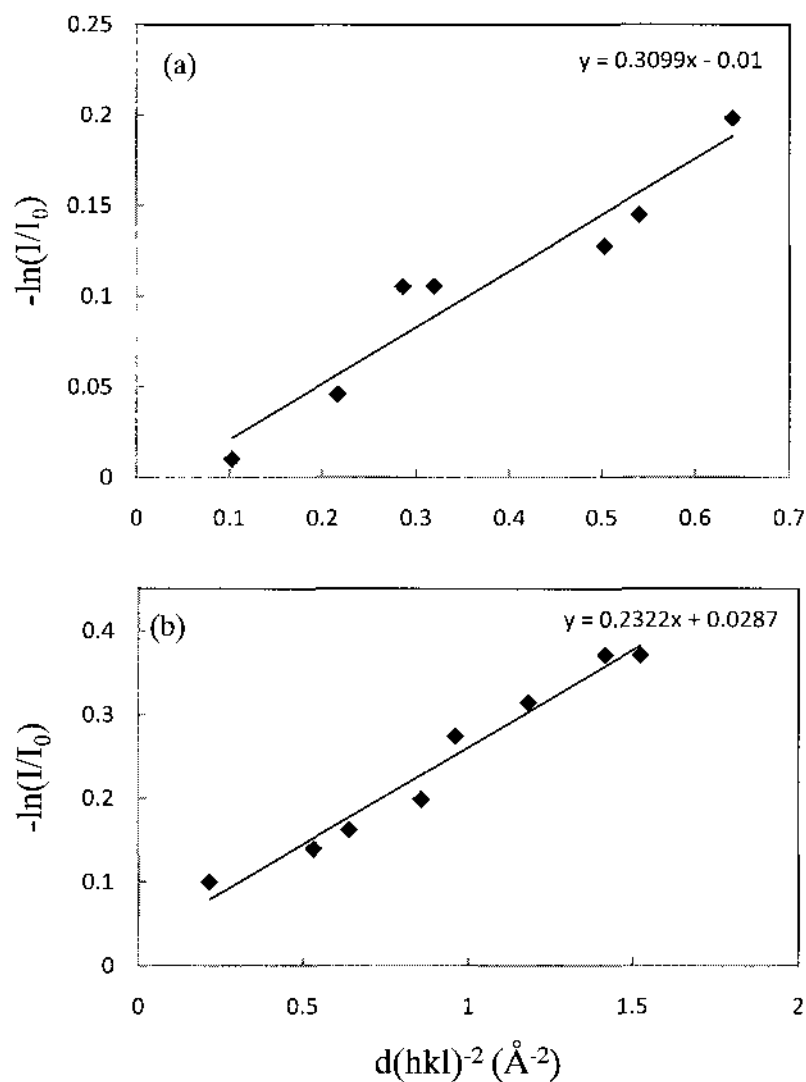 0.25
(a)
y = 0.3099x - 0.01
0.2
0.15
-ln(I/I₀)
0.1
0.05
0
0 0.1 0.2 0.3 0.4 0.5 0.6 0.7
(b)
y = 0.2322x + 0.0287
0.4
0.3
-ln(I/I₀)
0.2
0.1
0
0 0.5 1 1.5 2
d(hkl)⁻² (Å⁻²)